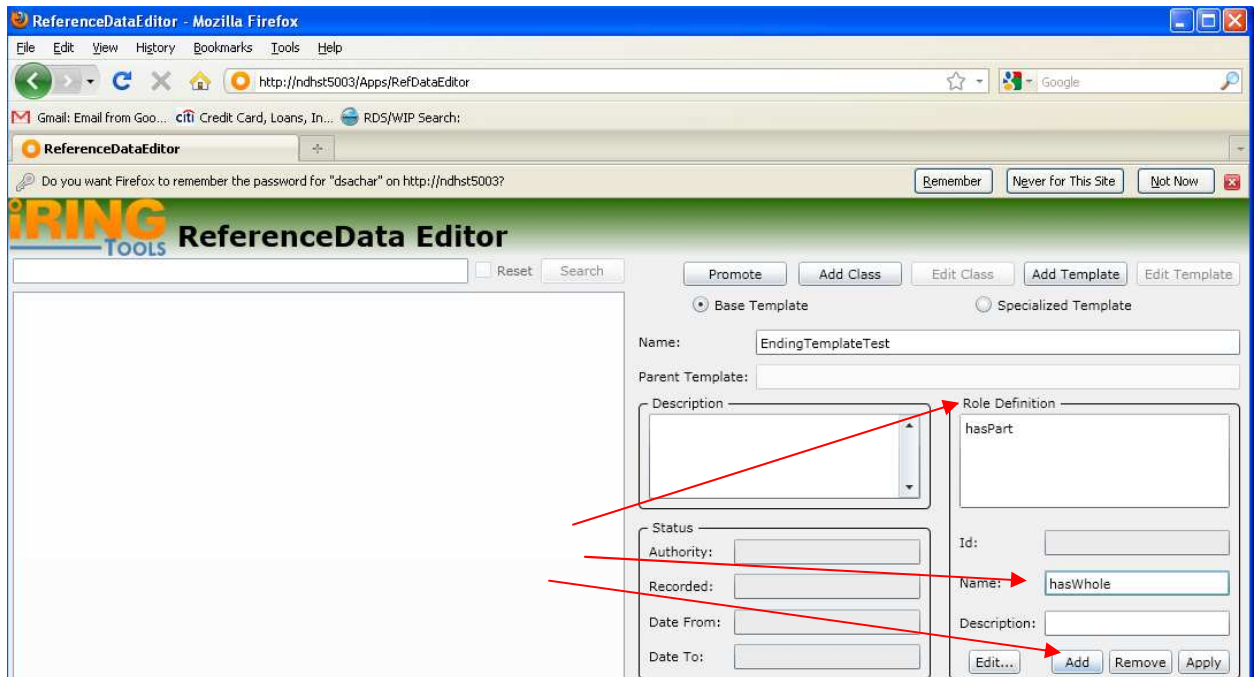 ReferenceDataEditor - Mozilla Firefox
File Edit View History Bookmarks Tools Help
http://ndhst5003/Apps/RefDataEditor
Google
Gmail: Email from Goo... citi Credit Card, Loans, In... RDS/WIP Search:
ReferenceDataEditor
Do you want Firefox to remember the password for "dsachar" on http://ndhst5003? Remember Never for This Site Not Now
iRING TOOLS ReferenceData Editor
Reset Search Promote Add Class Edit Class Add Template Edit Template
Base Template Specialized Template
Name: EndingTemplateTest
Parent Template:
Description Role Definition
hasPart
Status
Authority: Id:
Recorded: Name: hasWhole
Date From: Description:
Date To: Edit... Add Remove Apply